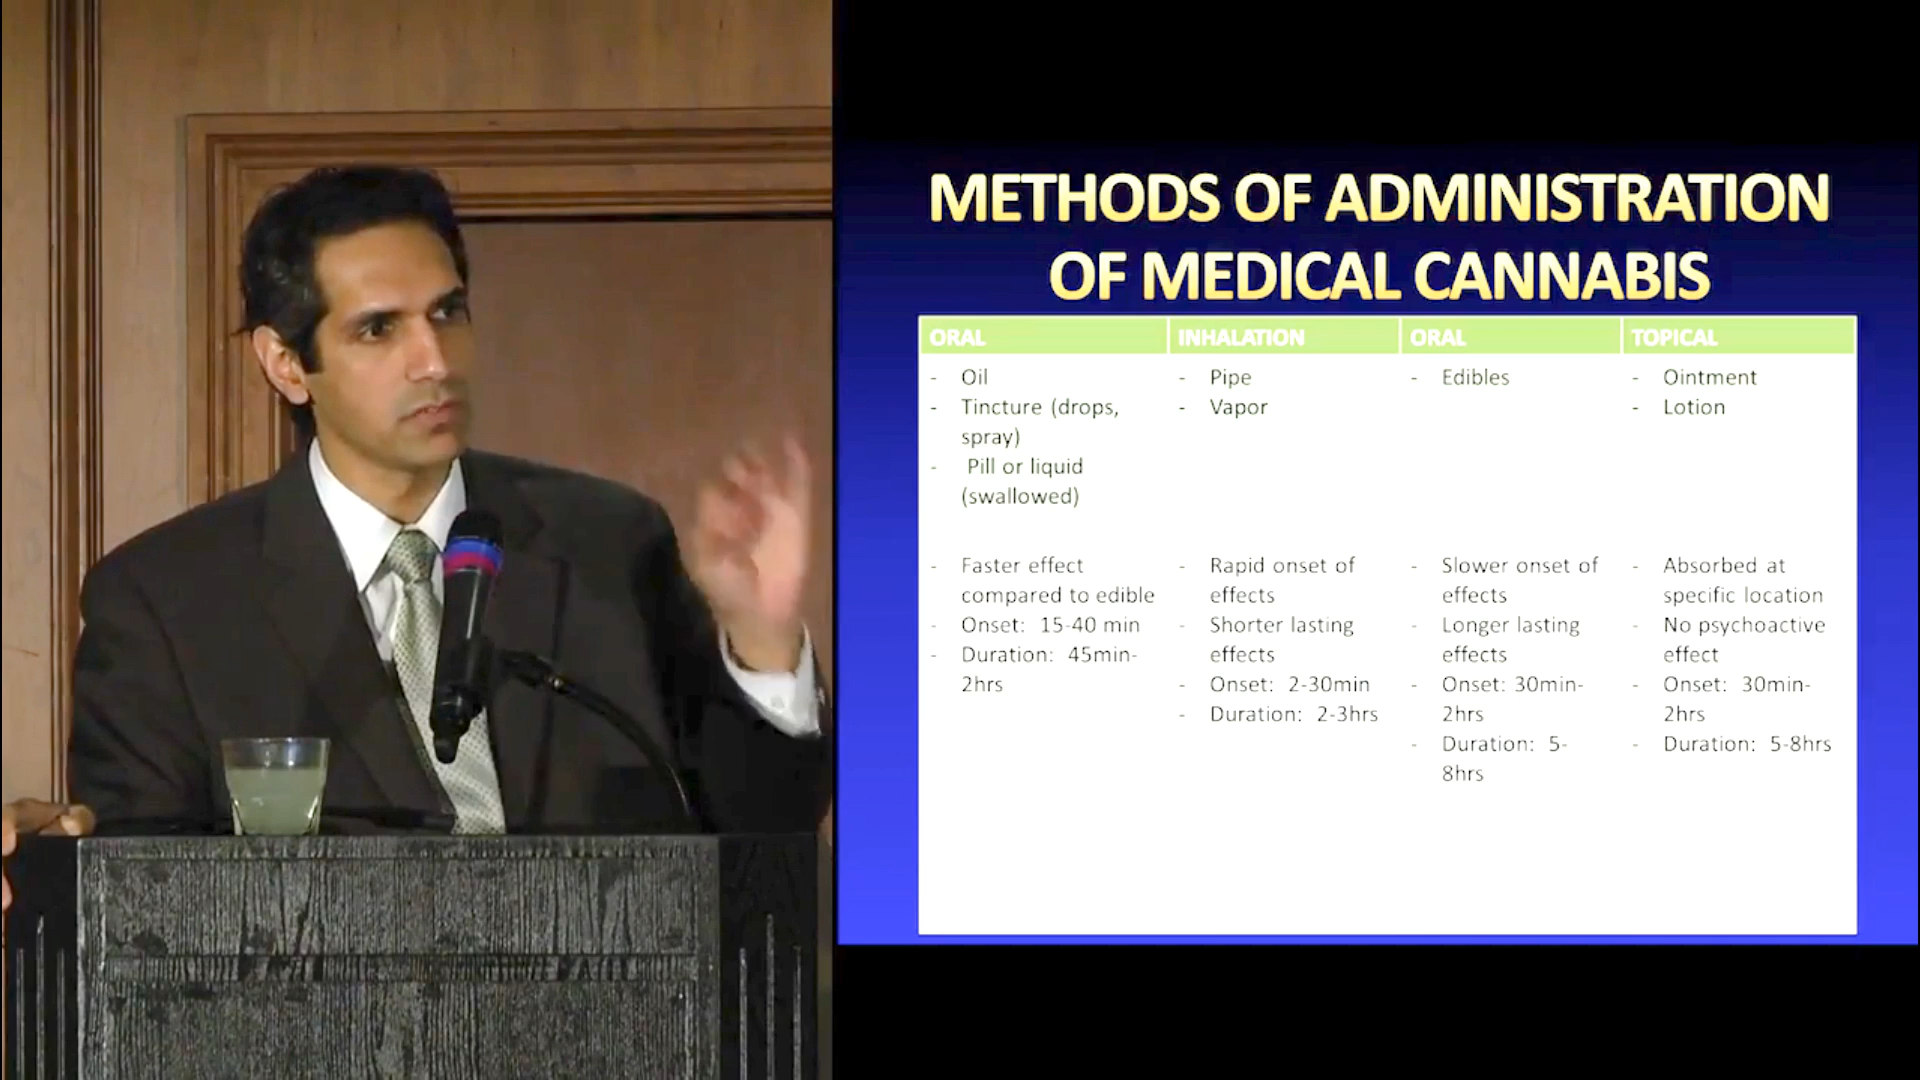 METHODS OF ADMINISTRATION
OF MEDICAL CANNABIS
ORAL
- Oil
- Tincture (drops,
spray)
- Pill or liquid
(swallowed)
- Faster effect
compared to edible
- Onset: 15-40 min
- Duration: 45min-
2hrs
INHALATION
- Pipe
- Vapor
- Rapid onset of
effects
- Shorter lasting
effects
- Onset: 2-30min
- Duration: 2-3hrs
ORAL
- Edibles
- Slower onset of
effects
- Longer lasting
effects
- Onset: 30min-
2hrs
- Duration: 5-
8hrs
TOPICAL
- Ointment
- Lotion
- Absorbed at
specific location
- No psychoactive
effect
- Onset: 30min-
2hrs
- Duration: 5-8hrs